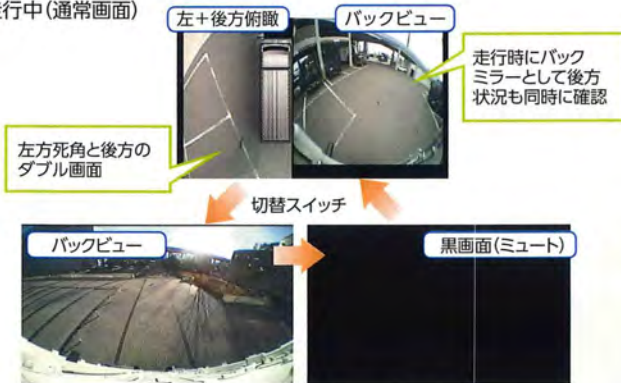 行中(通常画面)
左+後方俯瞰
バックビュー
走行時にバック
ミラーとして後方
状況も同時に確認
左方死角と後方の
ダブル画面
切替スイッチ
バックビュー
黒画面(ミュート)